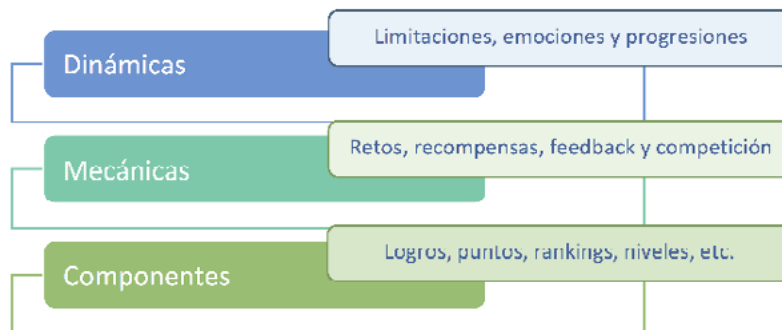 Limitaciones, emociones y progresiones
Dinámicas
Retos, recompensas, feedback y competición
Mecánicas
Logros, puntos, rankings, niveles, etc.
Componentes